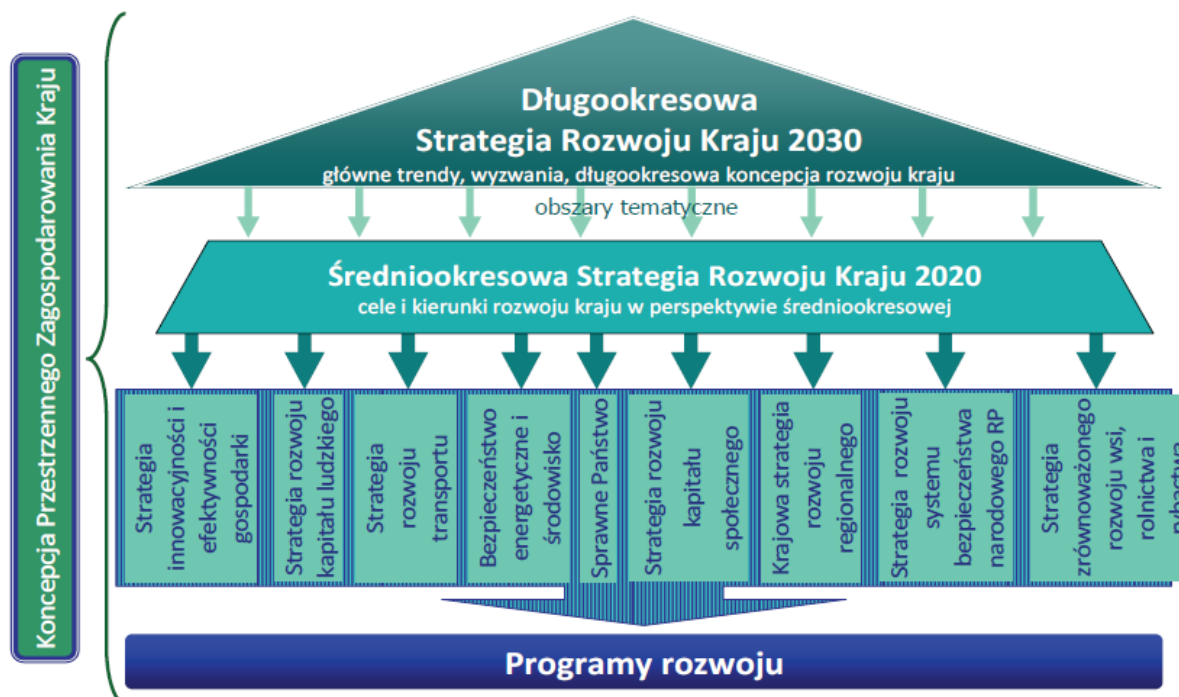 Koncepcja Przestrzennego Zagospodarowania Kraju
Długookresowa
Strategia Rozwoju Kraju 2030
główne trendy, wyzwania, długookresowa koncepcja rozwoju kraju
obszary tematyczne
Średniookresowa Strategia Rozwoju Kraju 2020
cele i kierunki rozwoju kraju w perspektywie średniookresowej
Strategia
innowacyjności i
efektywności
gospodarki
Strategia rozwoju
kapitału ludzkiego
Strategia
rozwoju
transportu
Bezpieczeństwo
energetyczne i
środowisko
Sprawne Państwo
Strategia rozwoju
kapitału
społecznego
Krajowa strategia
rozwoju
regionalnego
Strategia rozwoju
systemu
bezpieczeństwa
narodowego RP
Strategia
zrównoważonego
rozwoju wsi,
rolnictwa i
Programy rozwoju